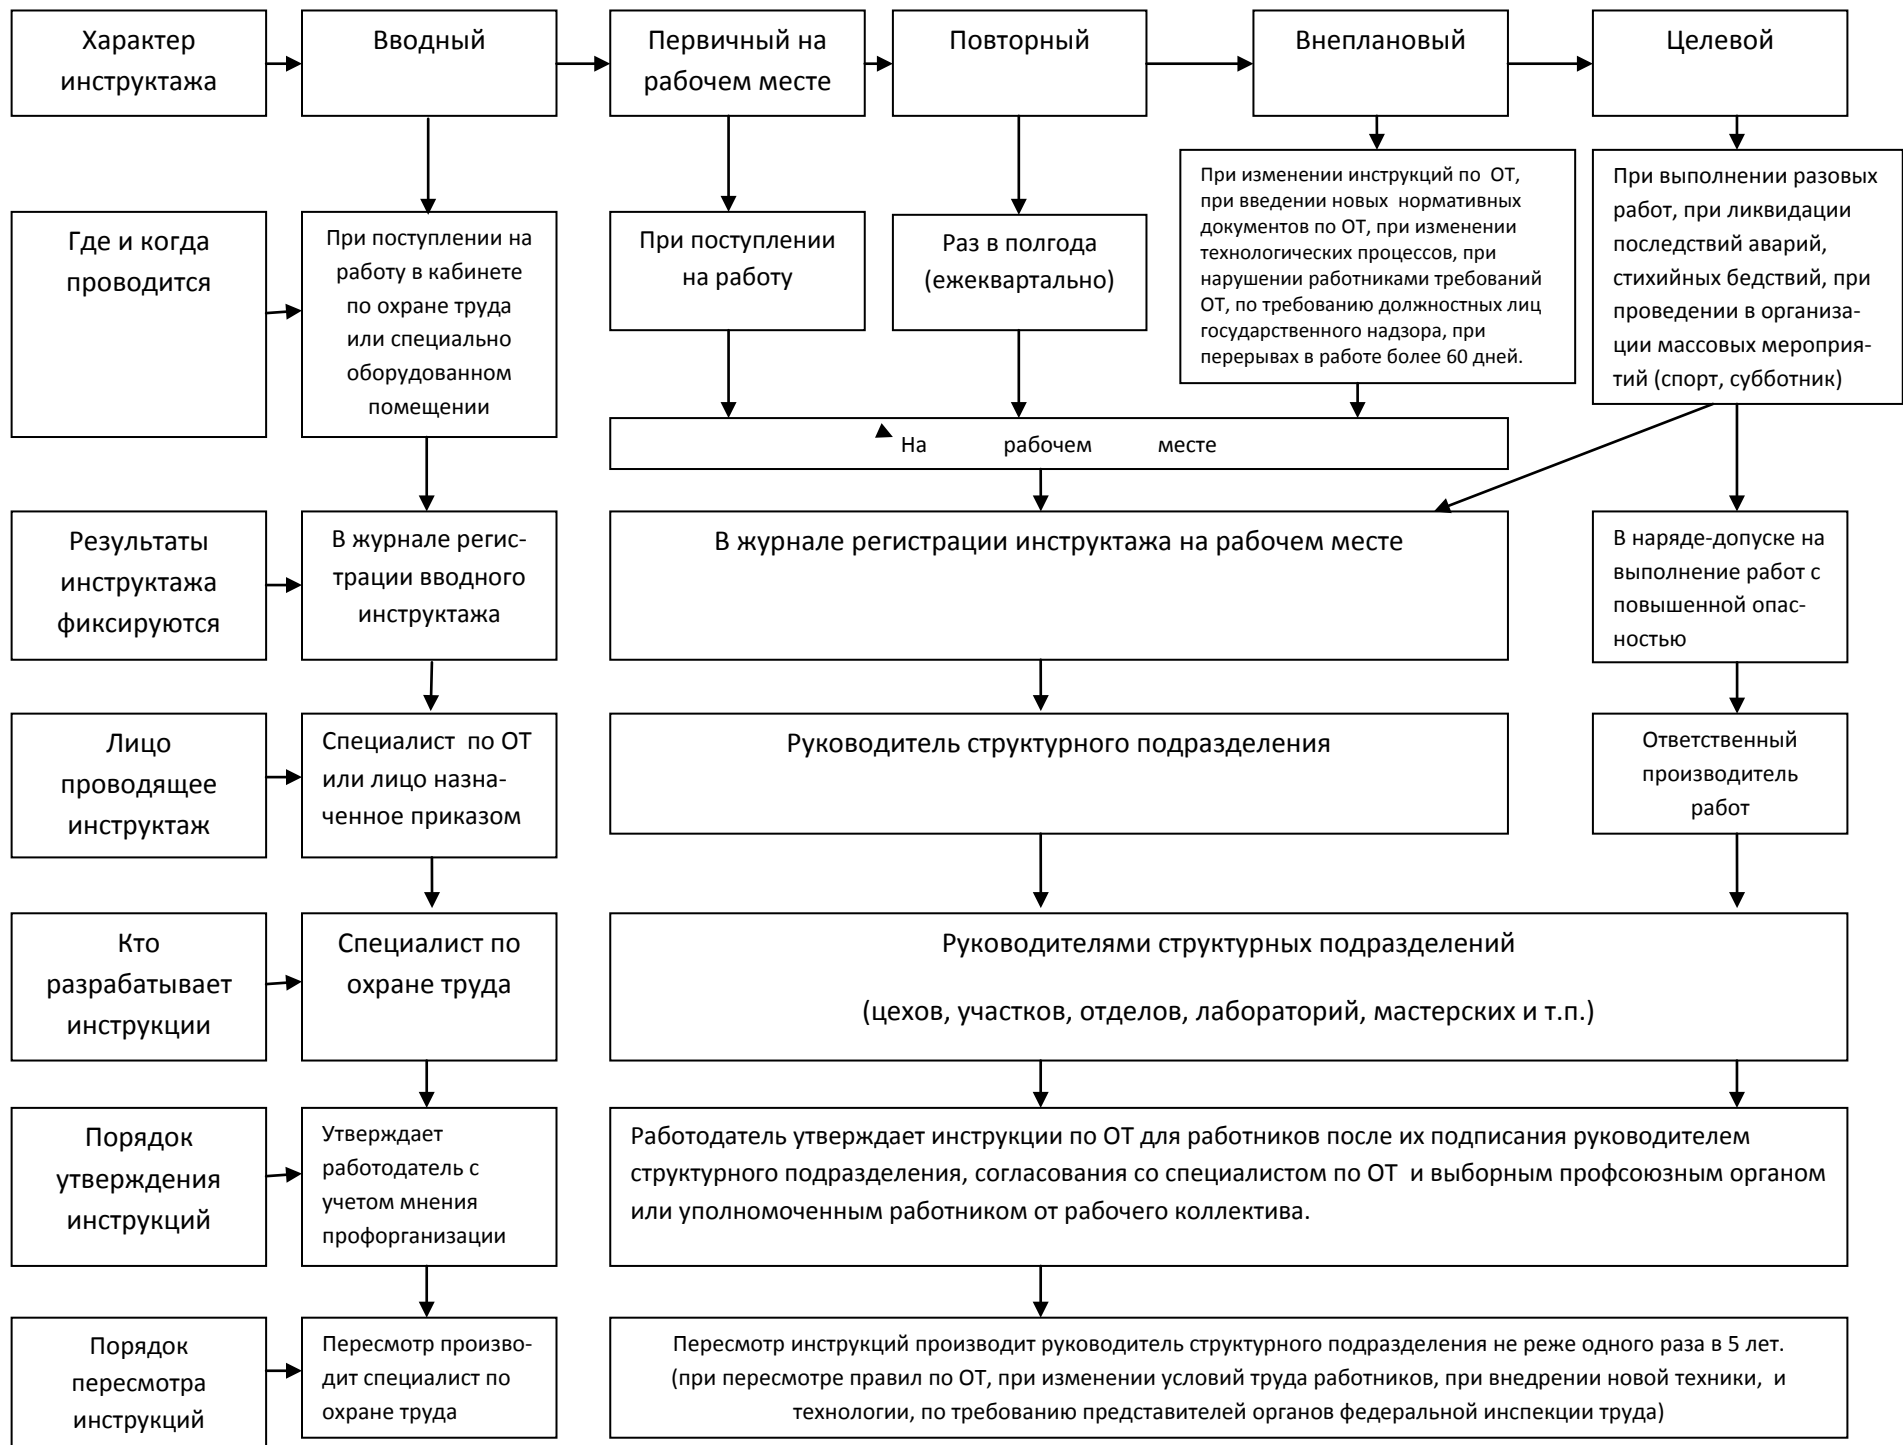 Характер
инструктажа
Вводный
Первичный на
рабочем месте
Повторный
Внеплановый
Целевой
Где и когда
проводится
При поступлении на
работу в кабинете
по охране труда
или специально
оборудованном
помещении
При поступлении
на работу
Раз в полгода
(ежеквартально)
При изменении инструкций по ОТ,
при введении новых нормативных
документов по ОТ, при изменении
технологических процессов, при
нарушении работниками требований
ОТ, по требованию должностных лиц
государственного надзора, при
перерывах в работе более 60 дней.
При выполнении разовых
работ, при ликвидации
последствий аварий,
стихийных бедствий, при
проведении в организа-
ции массовых мероприя-
тий (спорт, субботник)
На рабочем месте
Результаты
инструктажа
фиксируются
В журнале регис-
трации вводного
инструктажа
В журнале регистрации инструктажа на рабочем месте
В наряде-допуске на
выполнение работ с
повышенной опас-
ностью
Лицо
проводящее
инструктаж
Специалист по ОТ
или лицо назна-
ченное приказом
Руководитель структурного подразделения
Ответственный
производитель
работ
Кто
разрабатывает
инструкции
Специалист по
охране труда
Руководителями структурных подразделений
(цехов, участков, отделов, лабораторий, мастерских и т.п.)
Порядок
утверждения
инструкций
Утверждает
работодатель с
учетом мнения
профорганизации
Работодатель утверждает инструкции по ОТ для работников после их подписания руководителем
структурного подразделения, согласования со специалистом по ОТ и выборным профсоюзным органом
или уполномоченным работником от рабочего коллектива.
Порядок
пересмотра
инструкций
Пересмотр произво-
дит специалист по
охране труда
Пересмотр инструкций производит руководитель структурного подразделения не реже одного раза в 5 лет.
(при пересмотре правил по ОТ, при изменении условий труда работников, при внедрении новой техники, и
технологии, по требованию представителей органов федеральной инспекции труда)